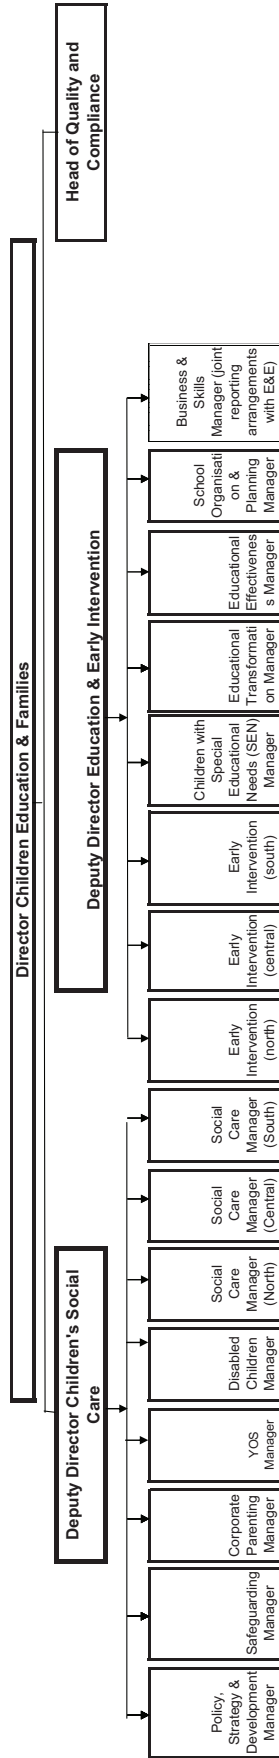 Director Children Education & Families
Deputy Director Children's Social
Care
Deputy Director Education & Early Intervention
Head of Quality and
Compliance
Policy,
Strategy &
Development
Manager
Safeguarding
Manager
Corporate
Parenting
Manager
YOS
Manager
Disabled
Children
Manager
Social
Care
Manager
(North)
Social
Care
Manager
(Central)
Social
Care
Manager
(South)
Early
Intervention
(north)
Early
Intervention
(central)
Early
Intervention
(south)
Children with
Special
Educational
Needs (SEN)
Manager
Educational
Transformati
on Manager
Educational
Effectivenes
s Manager
School
Organisati
on &
Planning
Manager
Business &
Skills
Manager (joint
reporting
arrangements
with E&E)